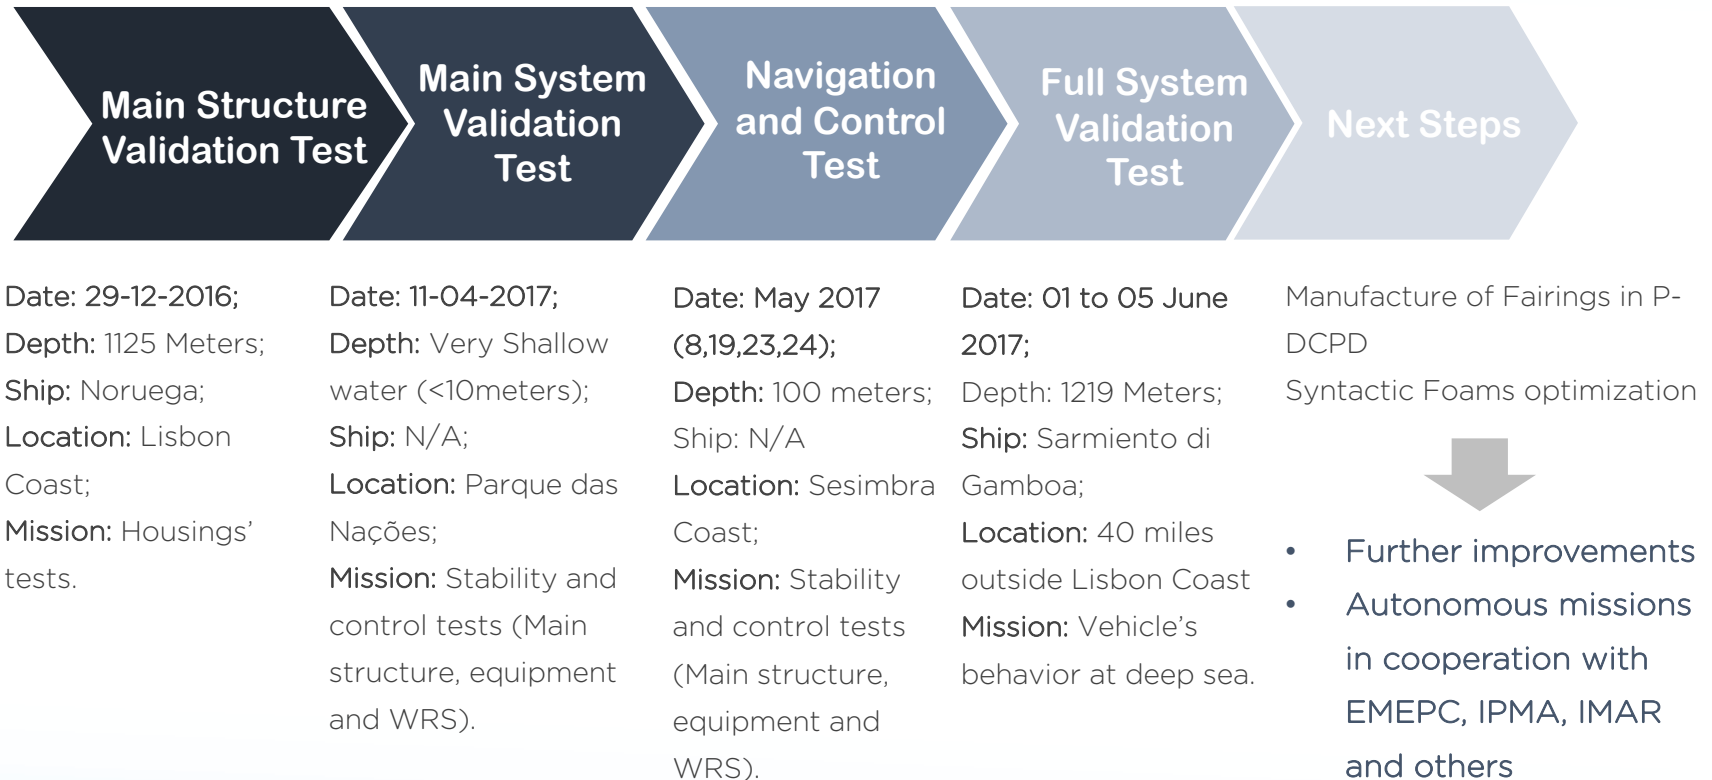 Main Structure
Validation Test
Main System
Validation
Test
Navigation
and Control
Test
Full System
Validation
Test
Next Steps
Date: 29-12-2016;
Depth: 1125 Meters;
Ship: Noruega;
Location: Lisbon
Coast;
Mission: Housings’
tests.
Date: 11-04-2017;
Depth: Very Shallow
water (<10meters);
Ship: N/A;
Location: Parque das
Nações;
Mission: Stability and
control tests (Main
structure, equipment
and WRS).
Date: May 2017
(8,19,23,24);
Depth: 100 meters;
Ship: N/A
Location: Sesimbra
Coast;
Mission: Stability
and control tests
(Main structure,
equipment and
WRS).
Date: 01 to 05 June
2017;
Depth: 1219 Meters;
Ship: Sarmiento di
Gamboa;
Location: 40 miles
outside Lisbon Coast
Mission: Vehicle’s
behavior at deep sea.
Manufacture of Fairings in P-
DCPD
Syntactic Foams optimization
• Further improvements
• Autonomous missions
in cooperation with
EMEPC, IPMA, IMAR
and others